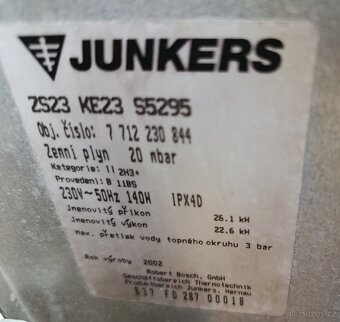 JUNKERS
ZS23 KE23 S5295
Obj. číslo: 7 712 230 844
Zemní plyn 20 mbar
Kategorie: II 2H3+
Provedení: B 11BS
230V~50Hz 140W IPX4D
Jmenovitý příkon 26.1 kW
Jmenovitý výkon 22.6 kW
Max. přetlak vody topného okruhu 3 bar
Rok výroby 2002
Robert Bosch, GmbH
Geschäftsbereich Thermotechnik
Produktbereich Junkers, Wernau
837 FD 287 00018